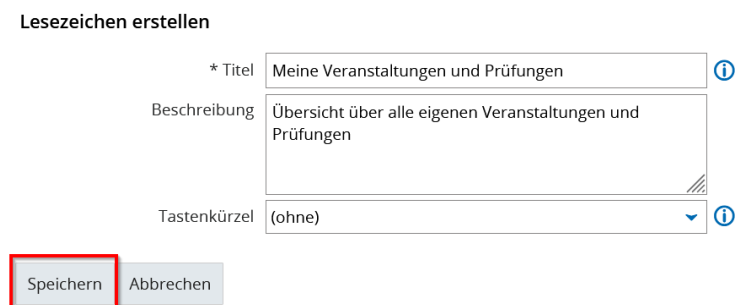 Lesezeichen erstellen
* Titel Meine Veranstaltungen und Prüfungen
Beschreibung Übersicht über alle eigenen Veranstaltungen und
Prüfungen
Tastenkürzel (ohne)
Speichern Abbrechen